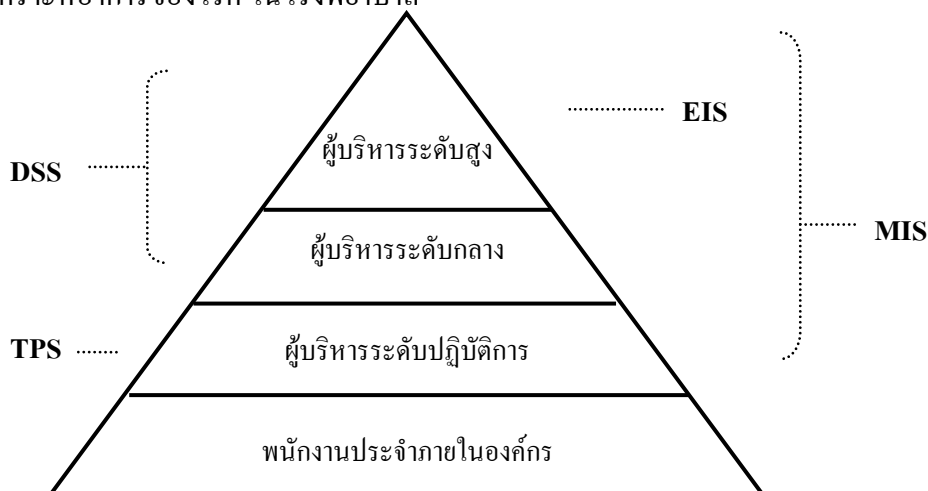 EIS
ผู้บริหารระดับสูง
DSS
MIS
ผู้บริหารระดับกลาง
TPS
ผู้บริหารระดับปฏิบัติการ
พนักงานประจำภายในองค์กร